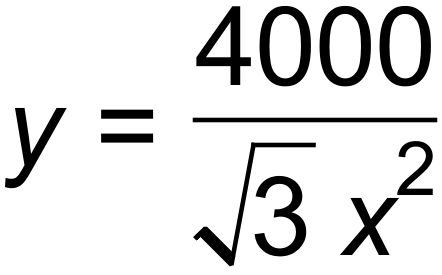 y = 4000 / √3 x²